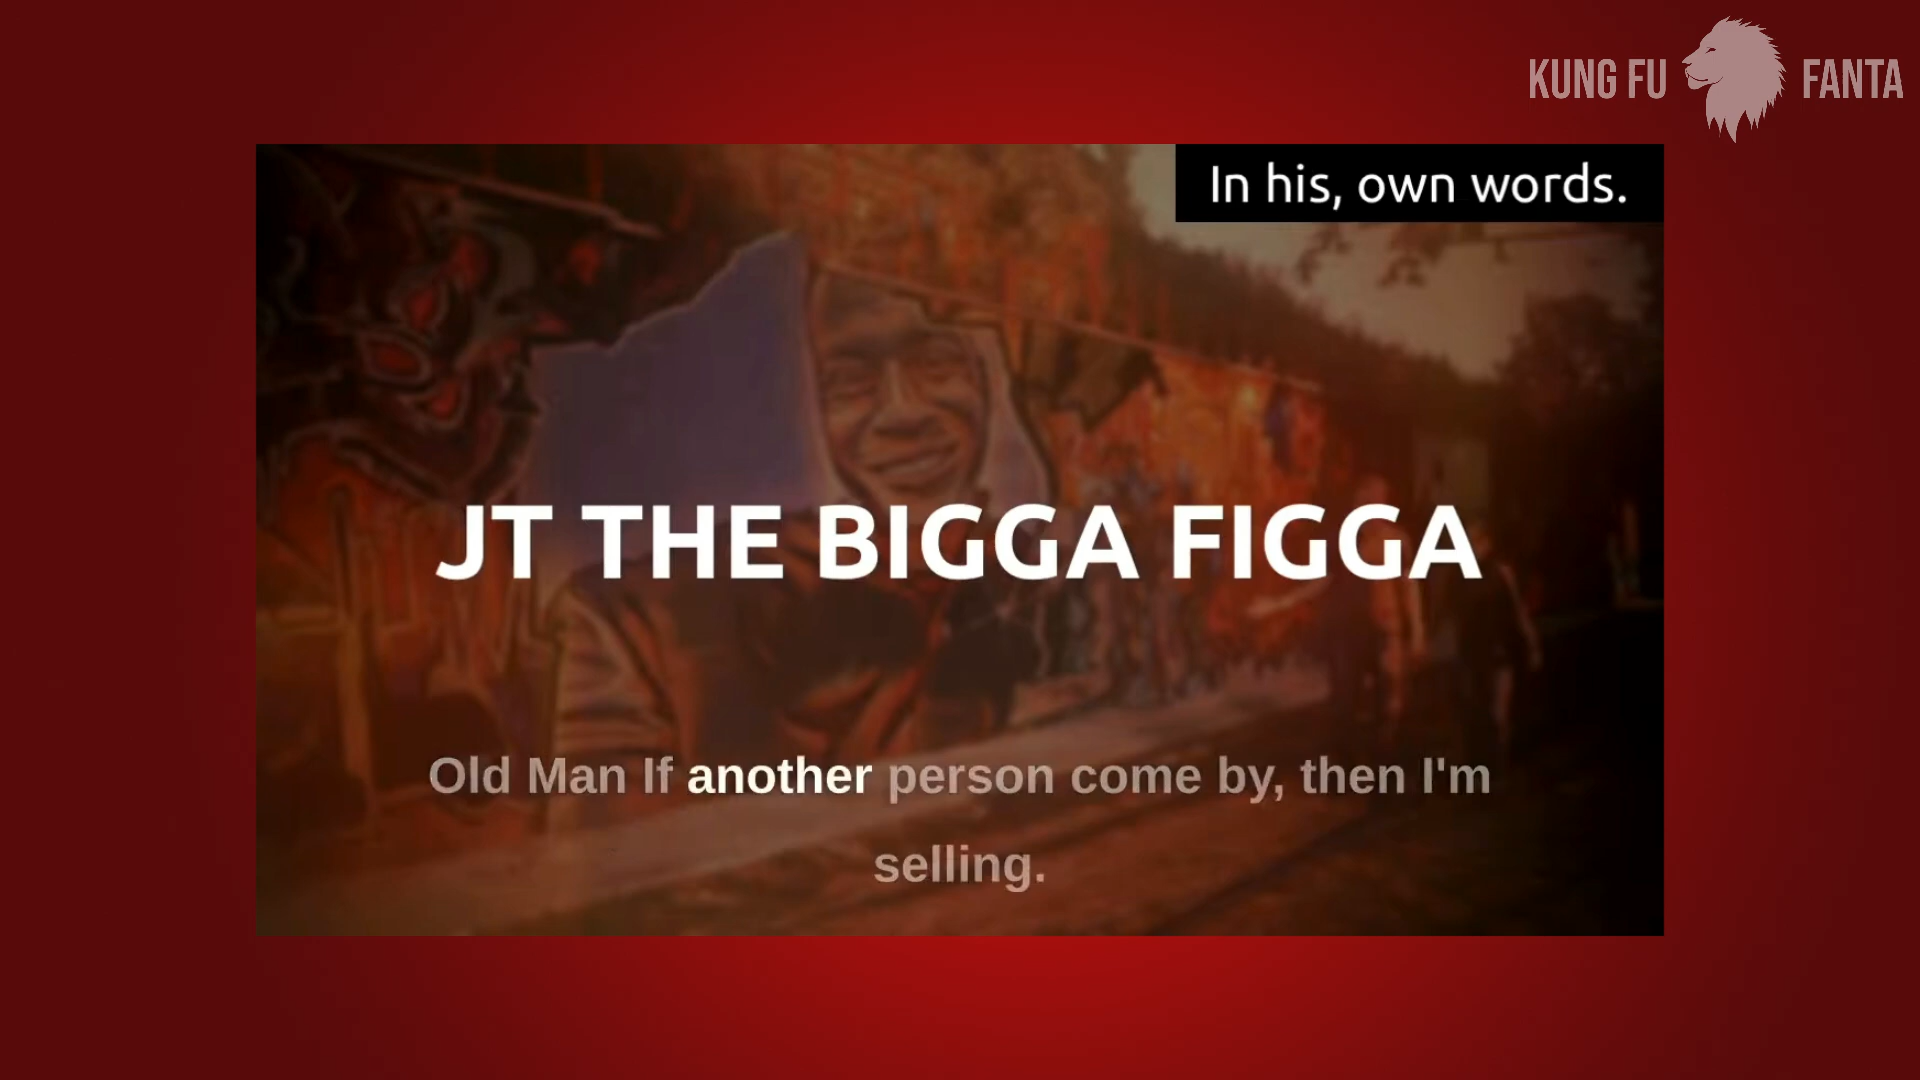 KUNG FU FANTA
In his, own words.
JT THE BIGGA FIGGA
Old Man If another person come by, then I'm
selling.